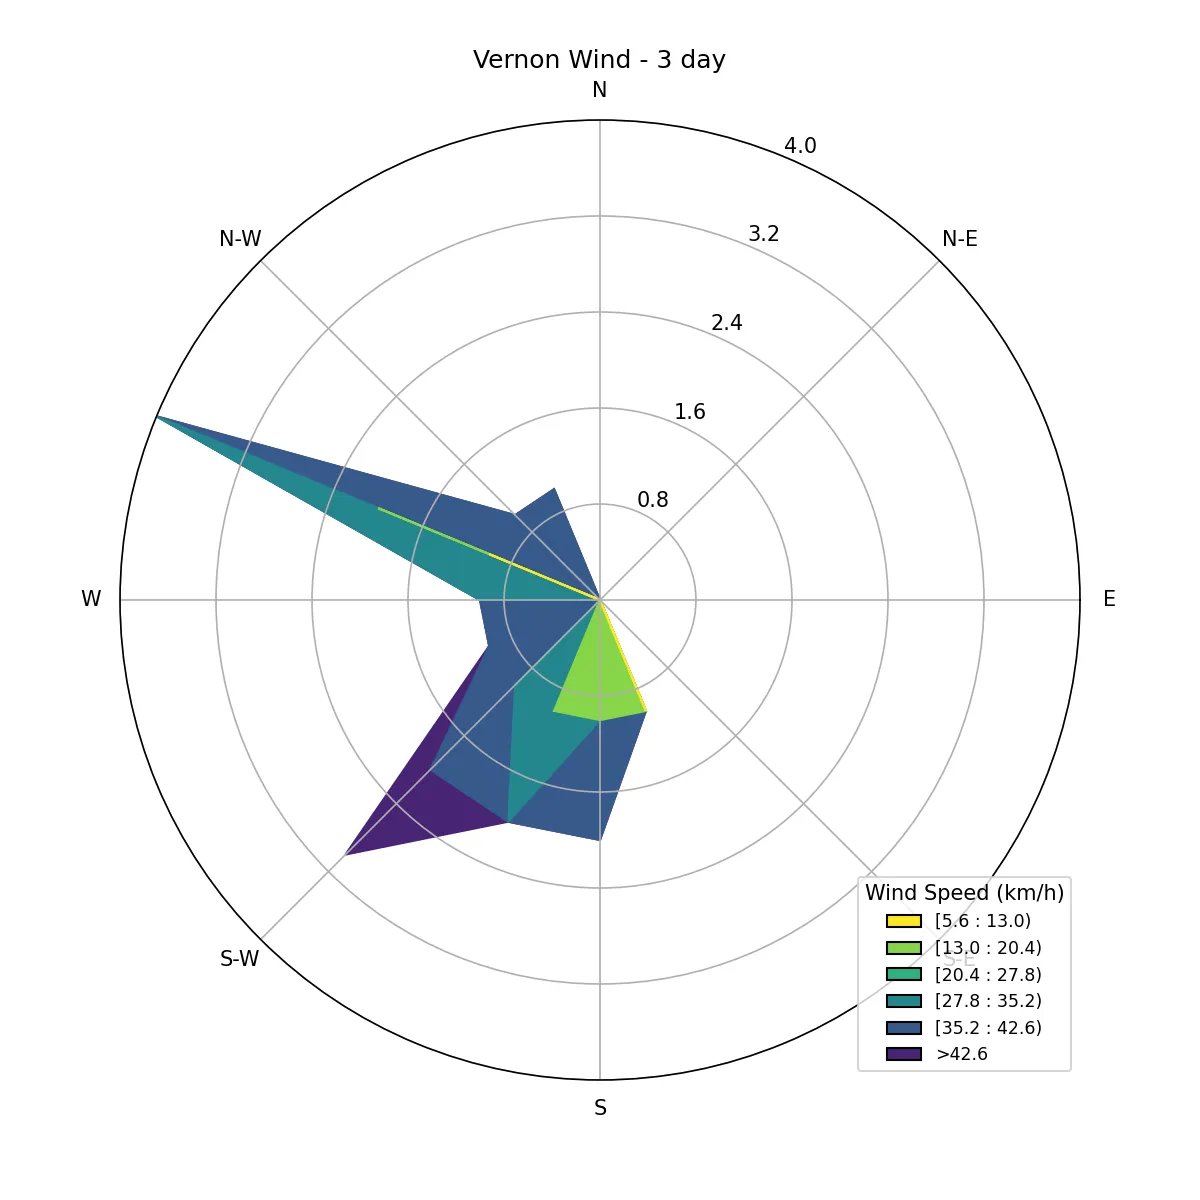 Vernon Wind - 3 day
N
4.0
N-W
3.2
N-E
2.4
1.6
0.8
W
E
S-W
S-E
S
Wind Speed (km/h)
[5.6 : 13.0)
[13.0 : 20.4)
[20.4 : 27.8)
[27.8 : 35.2)
[35.2 : 42.6)
>42.6